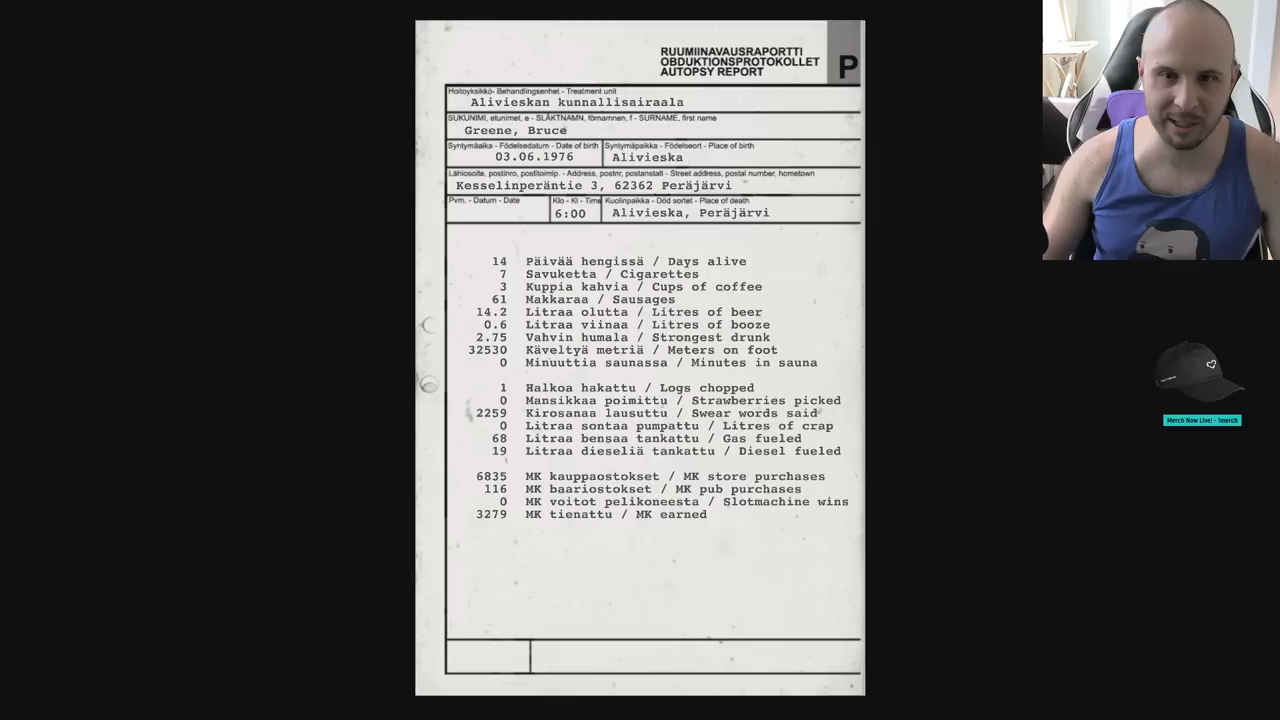 RUUMIINAVAUSRAPORTTI
OBDUKTIONSPROTOKOLLET
AUTOPSY REPORT
P
Hoitoyksikkö- Behandlingsenhet - Treatment unit
Alivieskan kunnallisairaala
SUKUNIMI, etunimet, e - SLÄKTNAMN, förnamnen, f - SURNAME, first name
Greene, Bruce
Syntymäaika - Födelsedatum - Date of birth
Syntymäpaikka - Födelseort - Place of birth
03.06.1976
Alivieska
Lähiosoite, postinro, postitoimip. - Address, postnr, postanstalt - Street address, postal number, hometown
Kesselinperäntie 3, 62362 Peräjärvi
Pvm. - Datum - Date
Klo - Kl - Time
Kuolinpaikka - Död sortet - Place of death
6:00
Alivieska, Peräjärvi
14 Päivää hengissä / Days alive
7 Savuketta / Cigarettes
3 Kuppia kahvia / Cups of coffee
61 Makkaraa / Sausages
14.2 Litraa olutta / Litres of beer
0.6 Litraa viinaa / Litres of booze
2.75 Vahvin humala / Strongest drunk
32530 Käveltyä metriä / Meters on foot
0 Minuuttia saunassa / Minutes in sauna
1 Halkoa hakattu / Logs chopped
0 Mansikkaa poimittu / Strawberries picked
2259 Kirosanaa lausuttu / Swear words said
0 Litraa sontaa pumpattu / Litres of crap
68 Litraa bensaa tankattu / Gas fueled
19 Litraa dieseliä tankattu / Diesel fueled
6835 MK kauppaostokset / MK store purchases
116 MK baariostokset / MK pub purchases
0 MK voitot pelikoneesta / Slotmachine wins
3279 MK tienattu / MK earned
Merch Now Live! - !merch